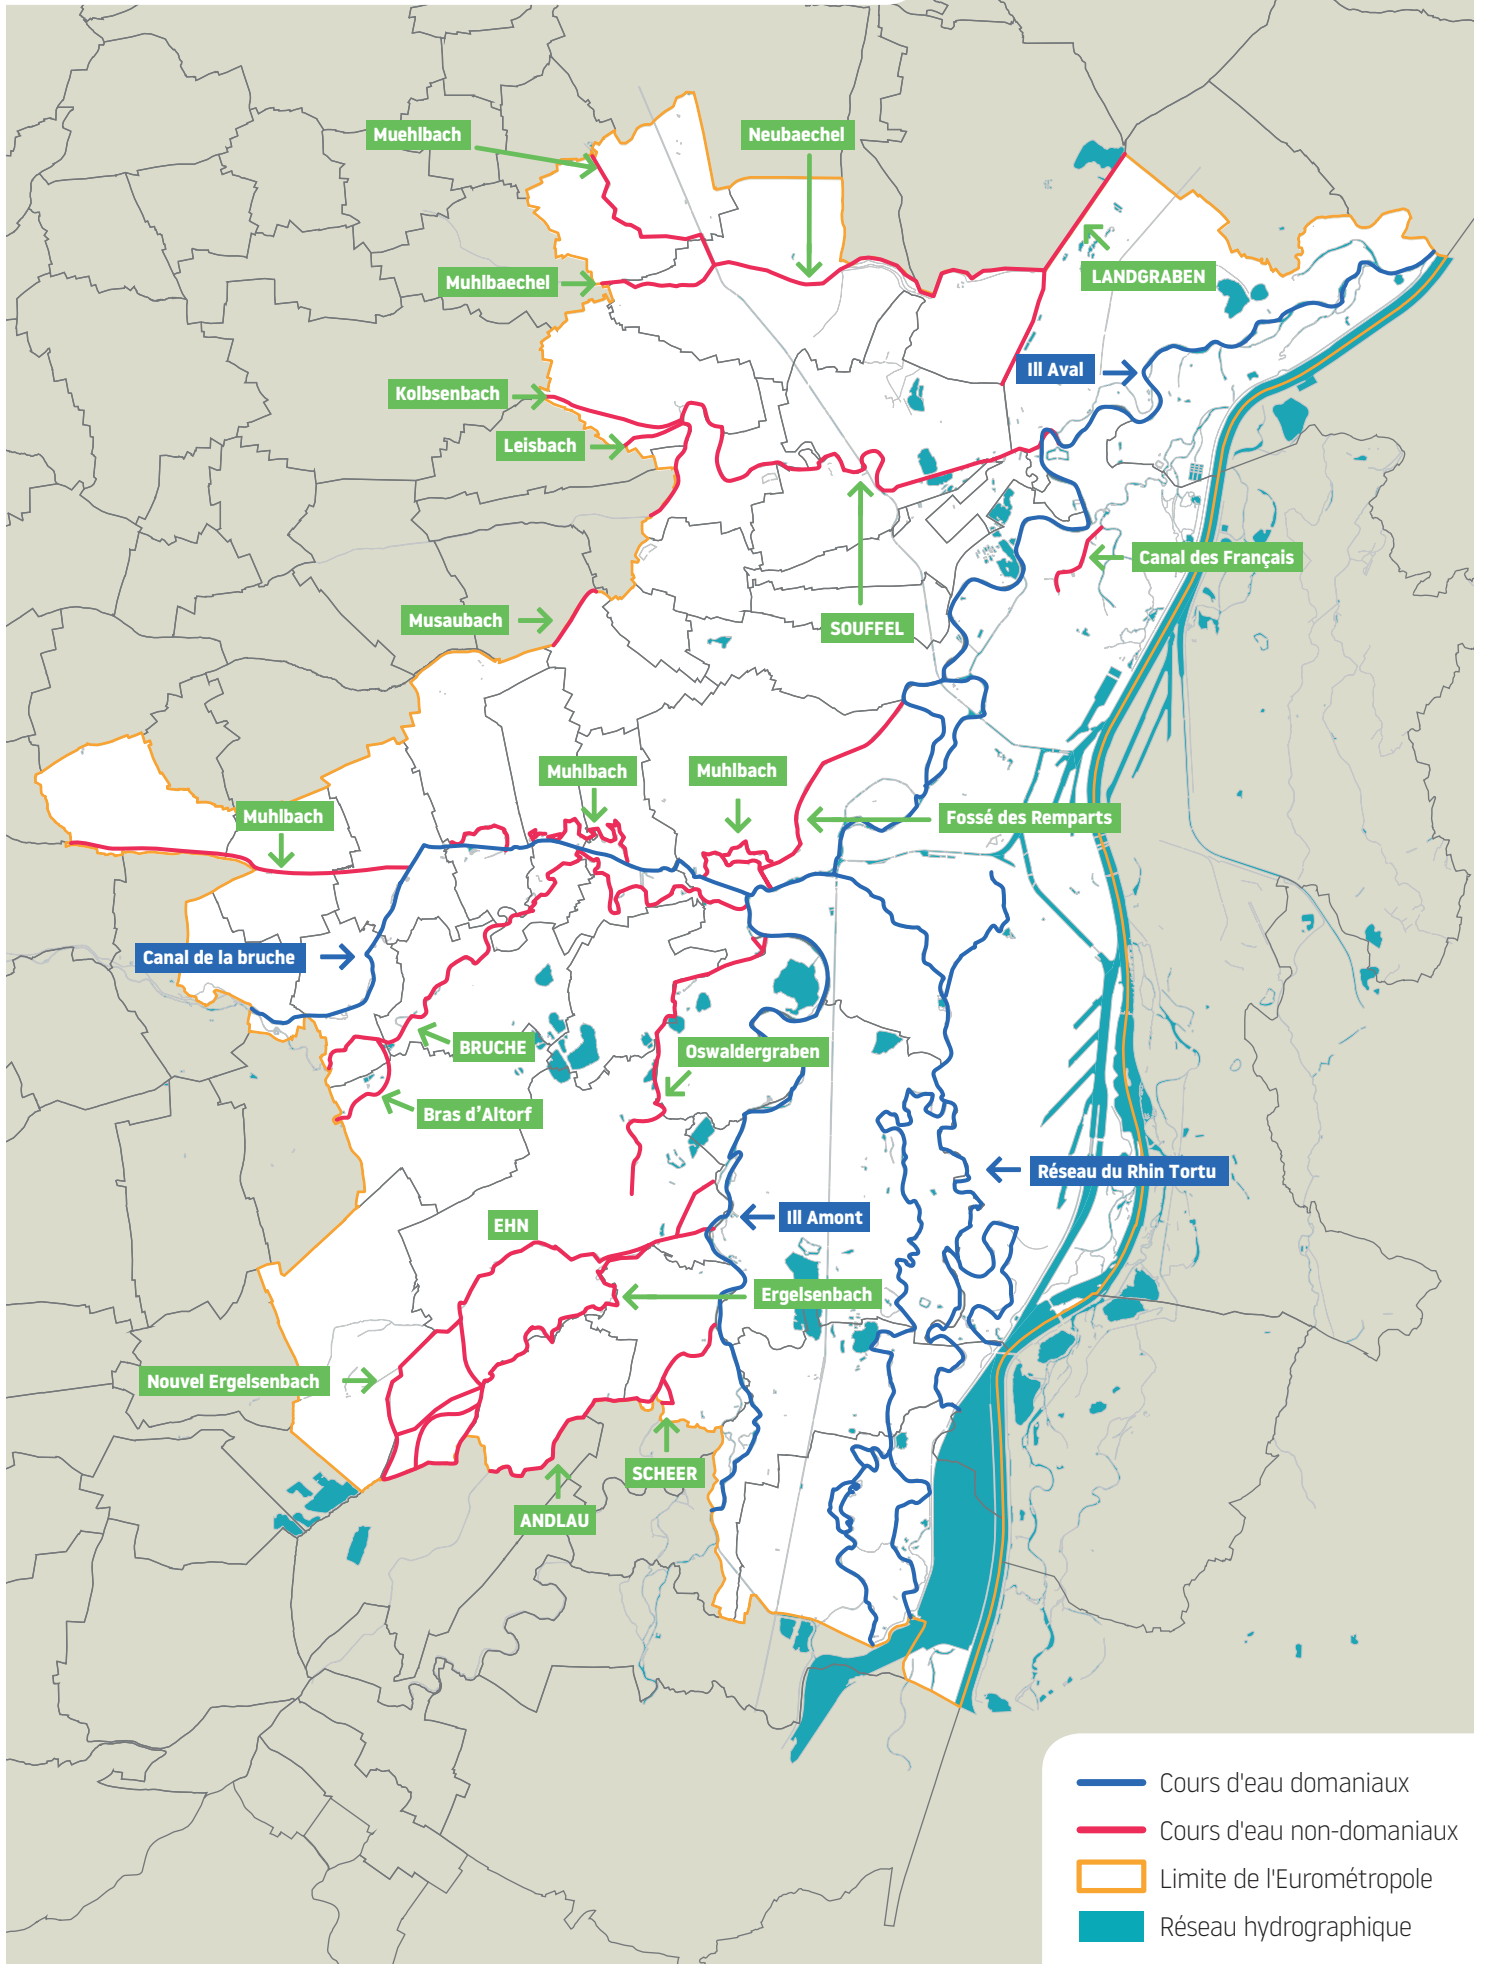 Muehlbach
Neubaechel
LANDGRABEN
Muhlbaechel
Ill Aval
Kolbsenbach
Leisbach
Canal des Français
Musaubach
SOUFFEL
Muhlbach
Muhlbach
Muhlbach
Fossé des Remparts
Canal de la bruche
BRUCHE
Oswaldergraben
Bras d'Altorf
Réseau du Rhin Tortu
EHN
Ill Amont
Ergelsenbach
Nouvel Ergelsenbach
SCHEER
ANDLAU
Cours d'eau domaniaux
Cours d'eau non-domaniaux
Limite de l'Eurométropole
Réseau hydrographique